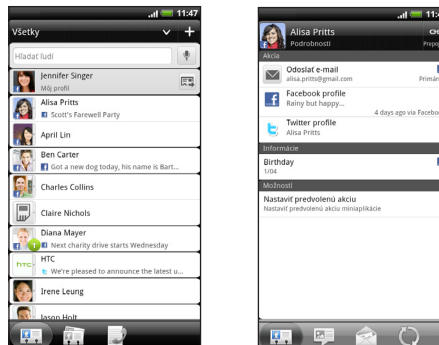 11:47
Všetky
Hľadať ľudí
Jennifer Singer
Môj profil
Alisa Pritts
Scott's Farewell Party
April Lin
Ben Carter
Got a new dog today, his name is Bart...
Charles Collins
Claire Nichols
Diana Mayer
Next charity drive starts Wednesday
HTC
We're pleased to announce the latest u...
Irene Leung
Jason Holt
Alisa Pritts
Podrobnosti
Akcia
Odoslať e-mail
alisa.pritts@gmail.com
Facebook profile
Rainy but happy...
4 days ago via Facebo
Twitter profile
Alisa Pritts
Informácie
Birthday
1/04
Možnosti
Nastaviť predvolenú akciu
Nastaviť predvolenú akciu miniaplikácie